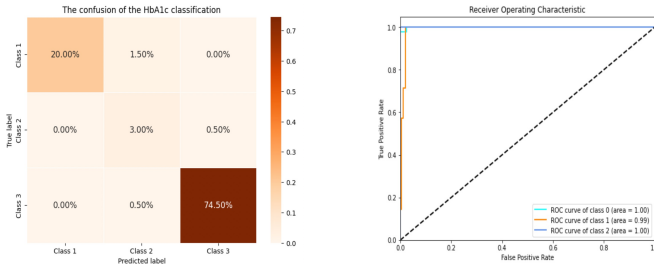 The confusion of the HbA1c classification
Class 1
Class 2
Class 3
True label
20.00% 1.50% 0.00%
0.00% 3.00% 0.50%
0.00% 0.50% 74.50%
Class 1 Class 2 Class 3
Predicted label
0.7
0.6
0.5
0.4
0.3
0.2
0.1
0.0
Receiver Operating Characteristic
True Positive Rate
1.0
0.8
0.6
0.4
0.2
0.0
ROC curve of class 0 (area = 1.00)
ROC curve of class 1 (area = 0.99)
ROC curve of class 2 (area = 1.00)
0.0 0.2 0.4 0.6 0.8
False Positive Rate